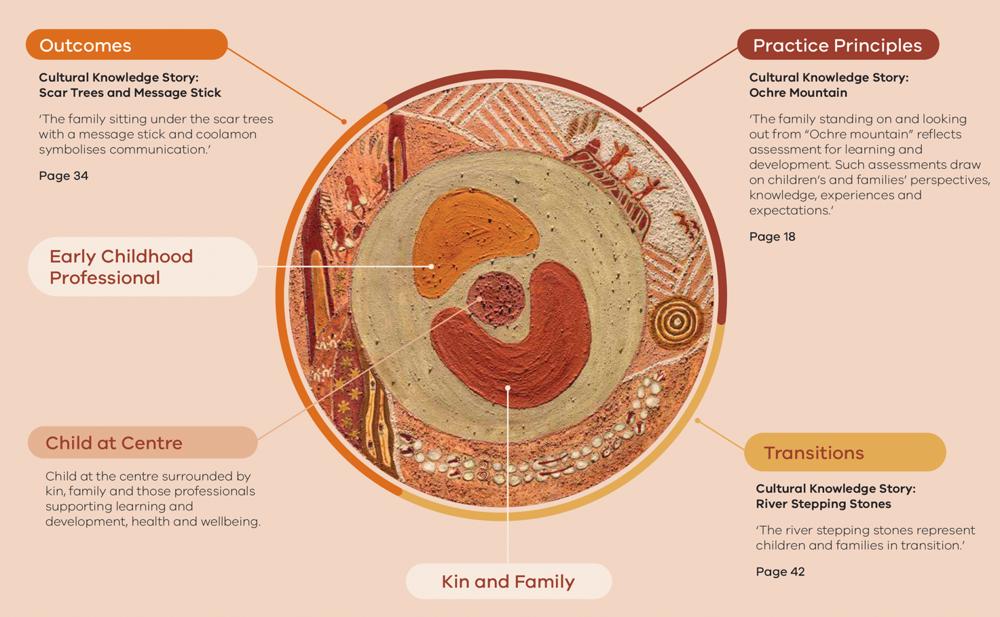 Outcomes
Cultural Knowledge Story:
Scar Trees and Message Stick
‘The family sitting under the scar trees
with a message stick and coolamon
symbolises communication.’
Page 34
Early Childhood
Professional
Child at Centre
Child at the centre surrounded by
kin, family and those professionals
supporting learning and
development, health and wellbeing.
Kin and Family
Practice Principles
Cultural Knowledge Story:
Ochre Mountain
‘The family standing on and looking
out from “Ochre mountain” reflects
assessment for learning and
development. Such assessments draw
on children’s and families’ perspectives,
knowledge, experiences and
expectations.’
Page 18
Transitions
Cultural Knowledge Story:
River Stepping Stones
‘The river stepping stones represent
children and families in transition.’
Page 42